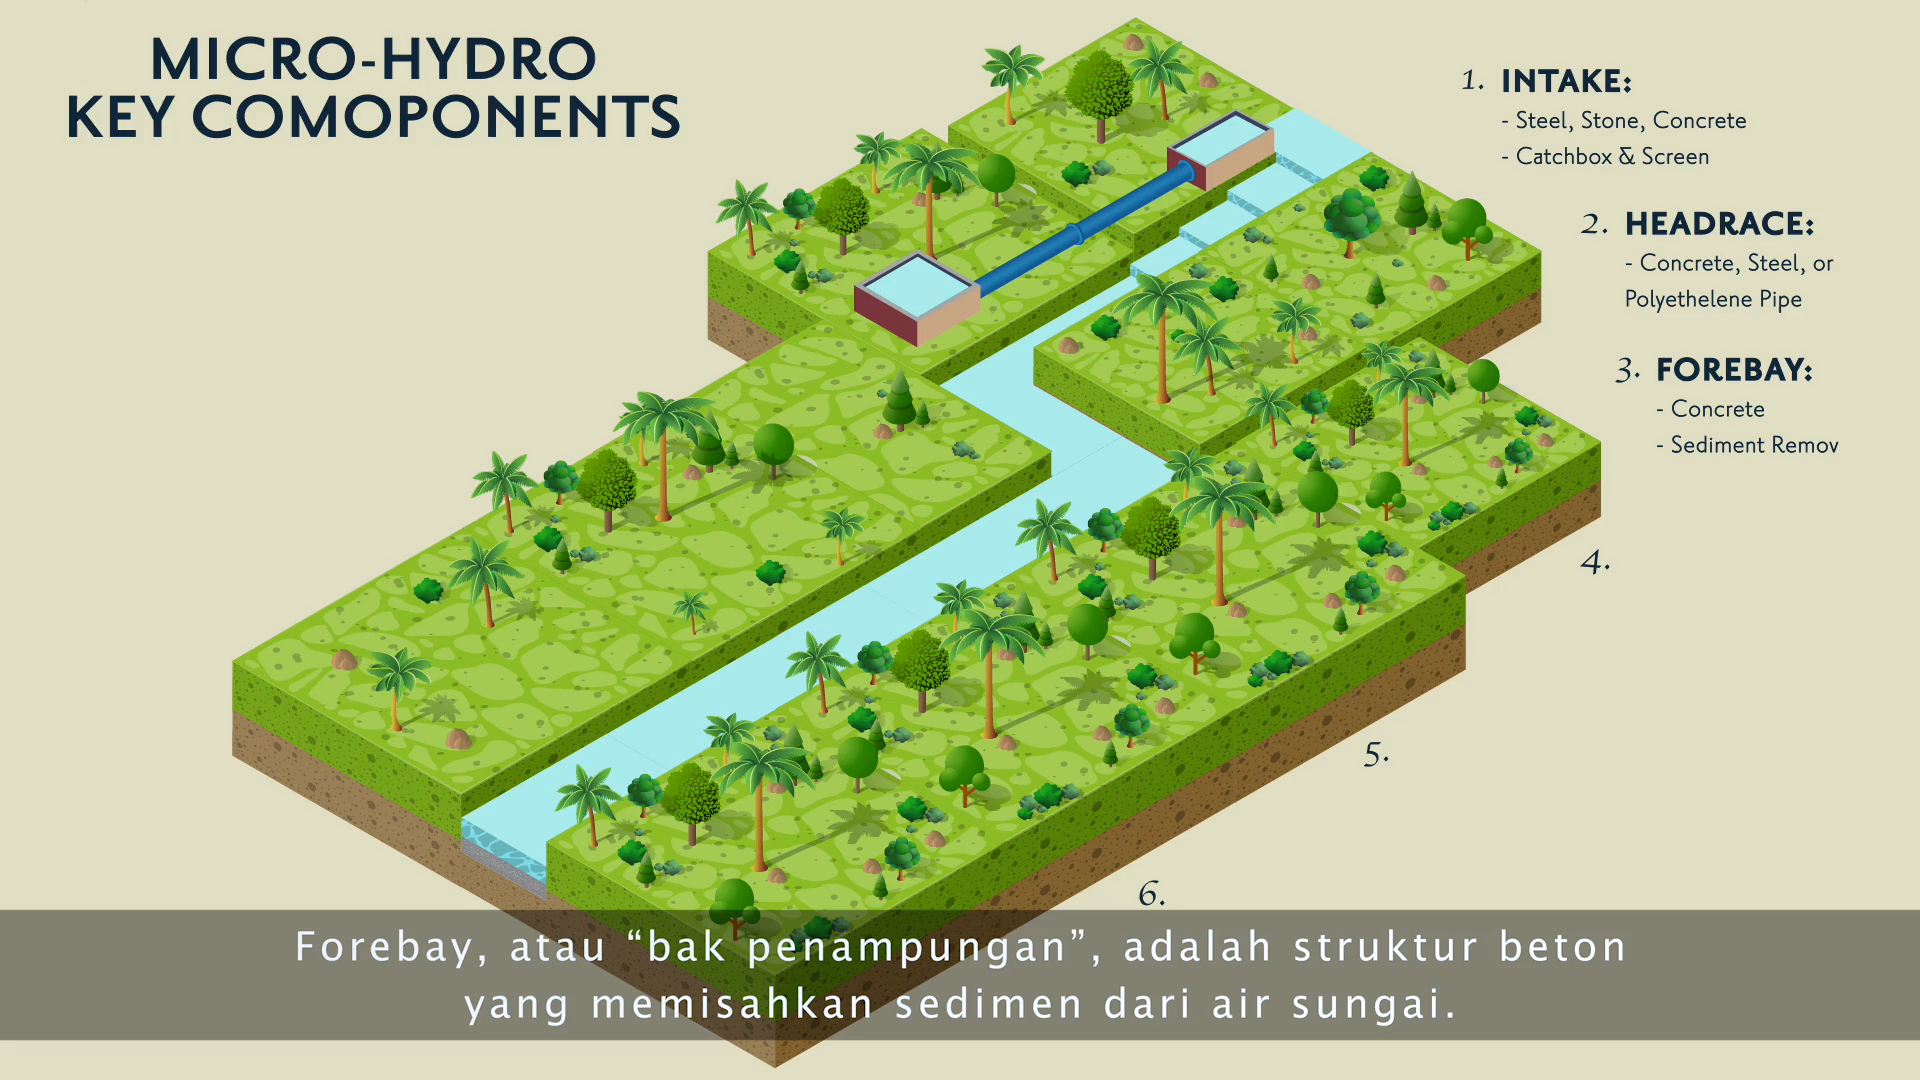 MICRO-HYDRO
KEY COMOPONENTS
1. INTAKE:
- Steel, Stone, Concrete
- Catchbox & Screen
2. HEADRACE:
- Concrete, Steel, or
Polyethelene Pipe
3. FOREBAY:
- Concrete
- Sediment Remov
4.
5.
6.
Forebay, atau “bak penampungan”, adalah struktur beton
yang memisahkan sedimen dari air sungai.